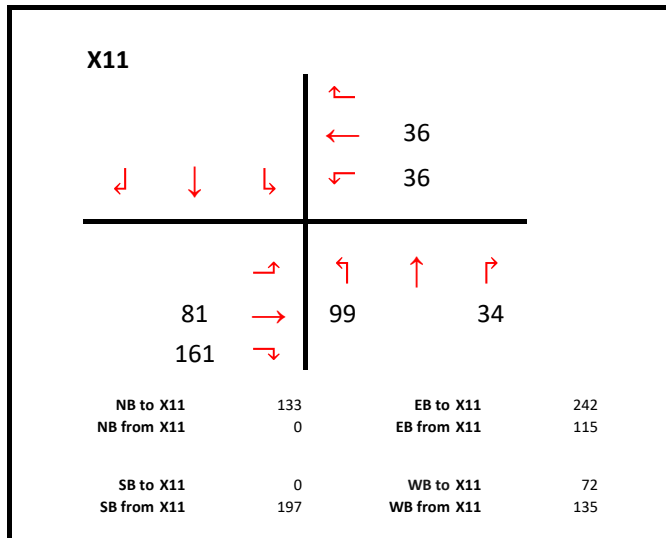 X11
36
36
81 99 34
161
NB to X11 133 EB to X11 242
NB from X11 0 EB from X11 115
SB to X11 0 WB to X11 72
SB from X11 197 WB from X11 135